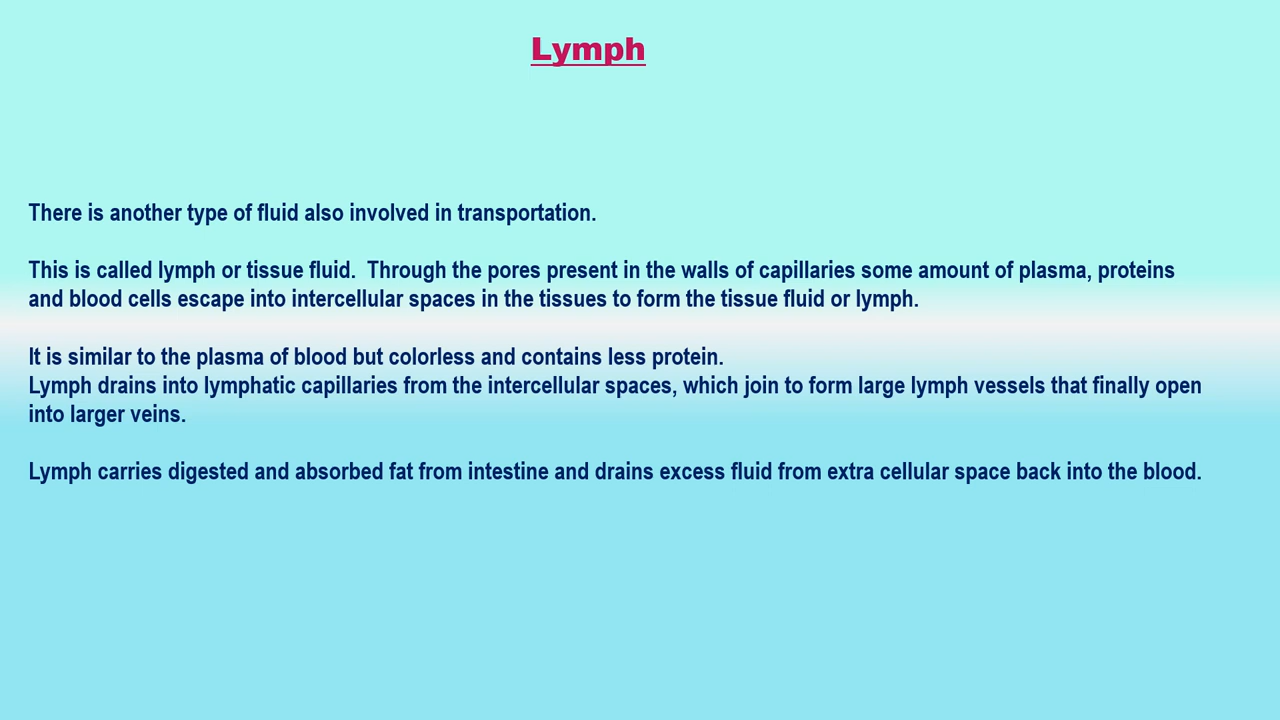 Lymph
There is another type of fluid also involved in transportation.
This is called lymph or tissue fluid.  Through the pores present in the walls of capillaries some amount of plasma, proteins
and blood cells escape into intercellular spaces in the tissues to form the tissue fluid or lymph.
It is similar to the plasma of blood but colorless and contains less protein.
Lymph drains into lymphatic capillaries from the intercellular spaces, which join to form large lymph vessels that finally open
into larger veins.
Lymph carries digested and absorbed fat from intestine and drains excess fluid from extra cellular space back into the blood.